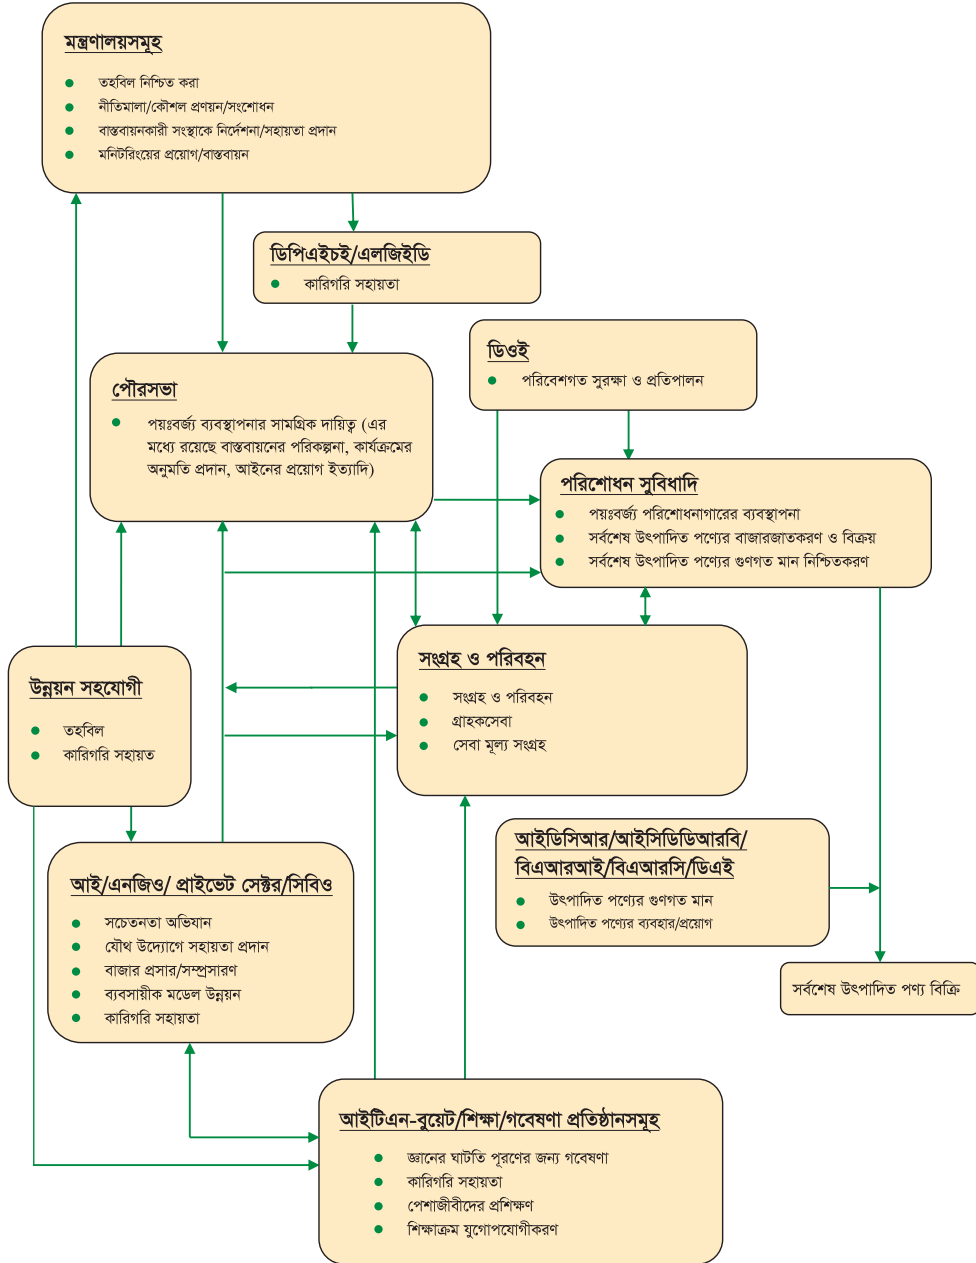 মন্ত্রণালয়সমূহ
তহবিল নিশ্চিত করা
নীতিমালা/কৌশল প্রণয়ন/সংশোধন
বাস্তবায়নকারী সংস্থাকে নির্দেশনা/সহায়তা প্রদান
মনিটরিংয়ের প্রয়োগ/বাস্তবায়ন
ডিপিএইচই/এলজিইডি
কারিগরি সহায়তা
ডিওই
পরিবেশগত সুরক্ষা ও প্রতিপালন
পৌরসভা
পয়ঃবর্জ্য ব্যবস্থাপনার সামগ্রিক দায়িত্ব (এর
মধ্যে রয়েছে বাস্তবায়নের পরিকল্পনা, কার্যক্রমের
অনুমতি প্রদান, আইনের প্রয়োগ ইত্যাদি)
পরিশোধন সুবিধাদি
পয়ঃবর্জ্য পরিশোধনাগারের ব্যবস্থাপনা
সর্বশেষ উৎপাদিত পণ্যের বাজারজাতকরণ ও বিক্রয়
সর্বশেষ উৎপাদিত পণ্যের গুণগত মান নিশ্চিতকরণ
সংগ্রহ ও পরিবহন
সংগ্রহ ও পরিবহন
গ্রাহকসেবা
সেবা মূল্য সংগ্রহ
উন্নয়ন সহযোগী
তহবিল
কারিগরি সহায়ত
আইডিসিআর/আইসিডিডিআরবি/
বিএআরআই/বিএআরসি/ডিএই
উৎপাদিত পণ্যের গুণগত মান
উৎপাদিত পণ্যের ব্যবহার/প্রয়োগ
আই/এনজিও/ প্রাইভেট সেক্টর/সিবিও
সচেতনতা অভিযান
যৌথ উদ্যোগে সহায়তা প্রদান
বাজার প্রসার/সম্প্রসারণ
ব্যবসায়ীক মডেল উন্নয়ন
কারিগরি সহায়তা
সর্বশেষ উৎপাদিত পণ্য বিক্রি
আইটিএন-বুয়েট/শিক্ষা/গবেষণা প্রতিষ্ঠানসমূহ
জ্ঞানের ঘাটতি পূরণের জন্য গবেষণা
কারিগরি সহায়তা
পেশাজীবীদের প্রশিক্ষণ
শিক্ষাক্রম যুগোপযোগীকরণ